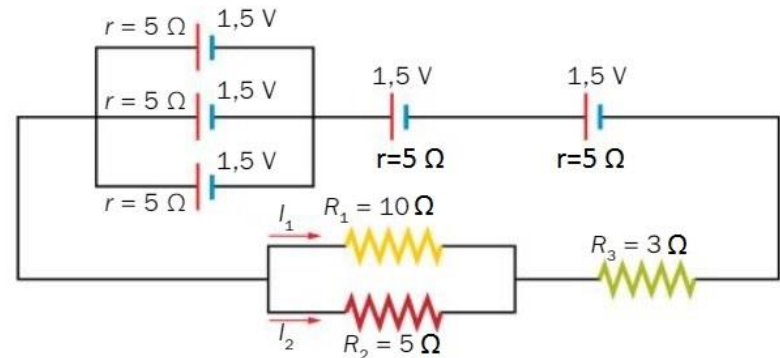 r = 5 Ω 1,5 V
r = 5 Ω 1,5 V
r = 5 Ω 1,5 V
1,5 V
r=5 Ω
1,5 V
r=5 Ω
I₁
R₁ = 10 Ω
I₂
R₂ = 5 Ω
R₃ = 3 Ω